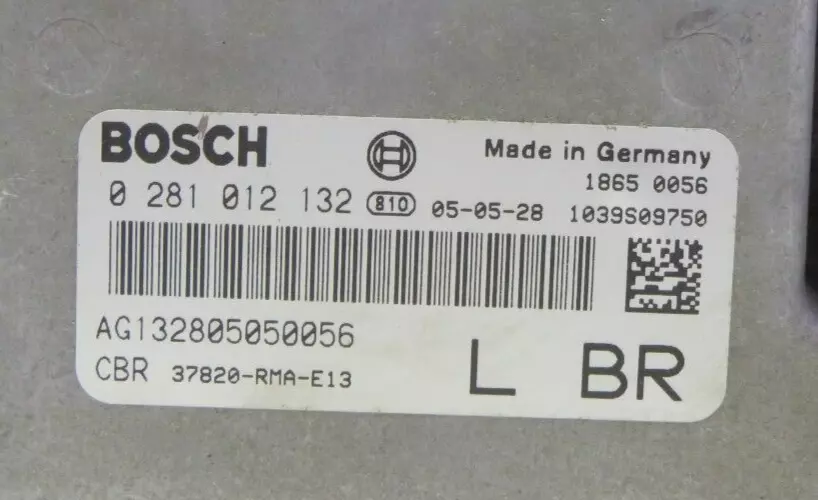 BOSCH
Made in Germany
1865 0056
0 281 012 132 810 05-05-28 1039S09750
AG132805050056
CBR 37820-RMA-E13
L BR